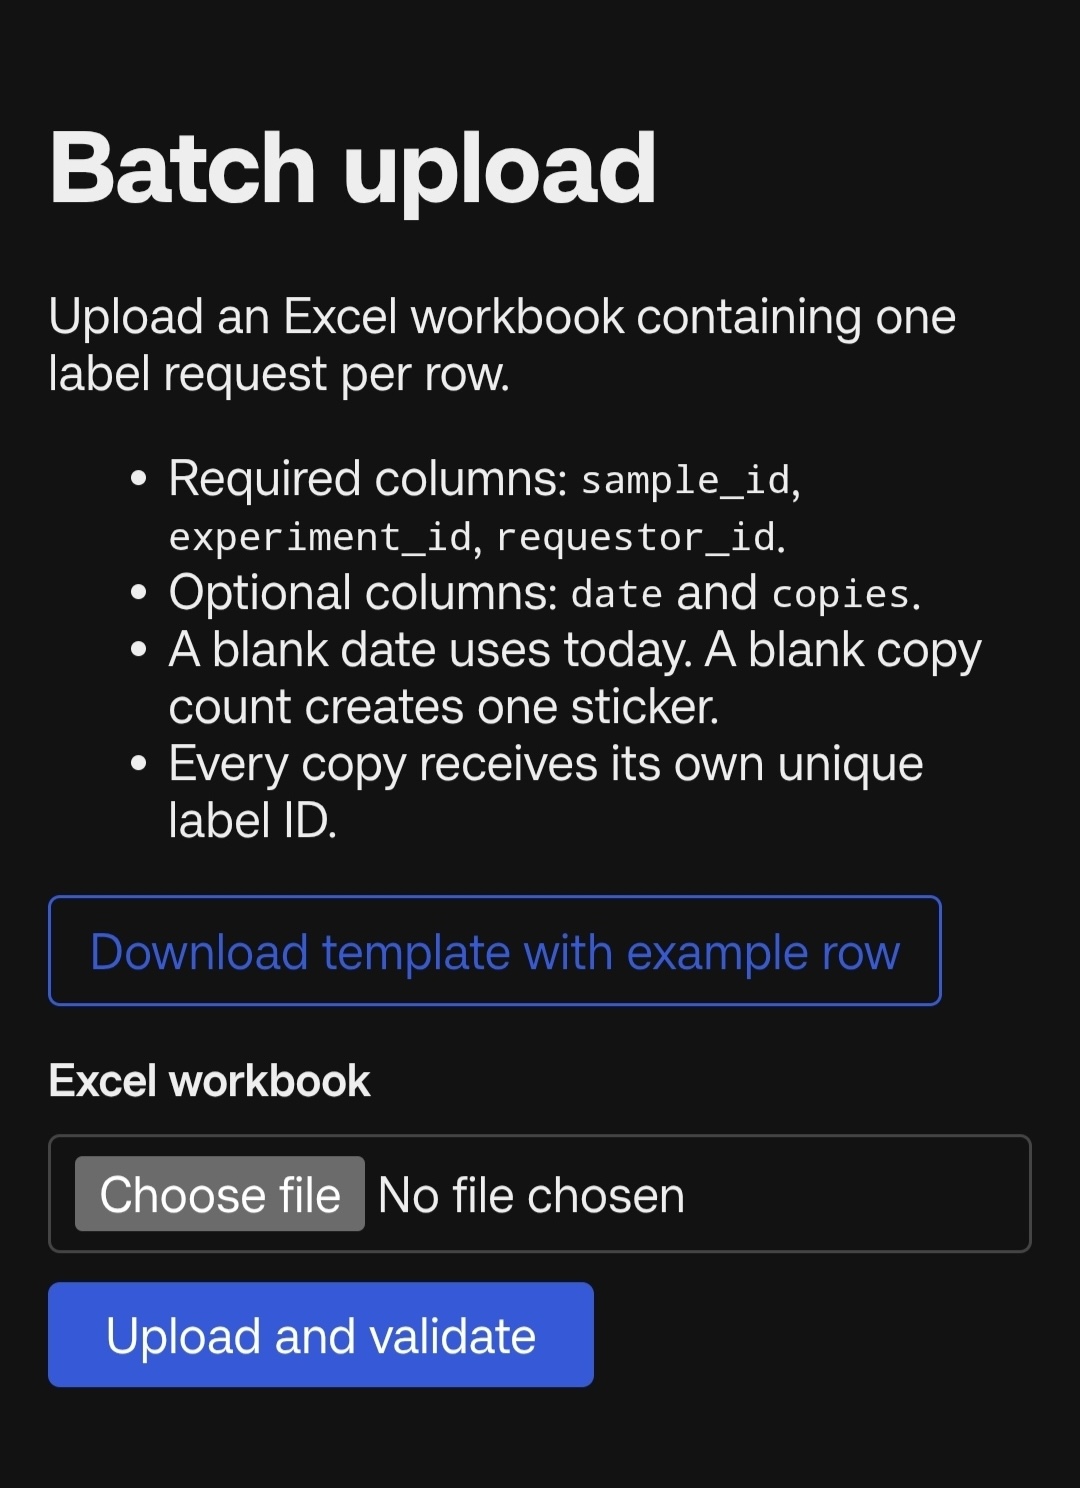 Batch upload
Upload an Excel workbook containing one
label request per row.
• Required columns: sample_id,
experiment_id, requestor_id.
• Optional columns: date and copies.
• A blank date uses today. A blank copy
count creates one sticker.
• Every copy receives its own unique
label ID.
Download template with example row
Excel workbook
Choose file No file chosen
Upload and validate